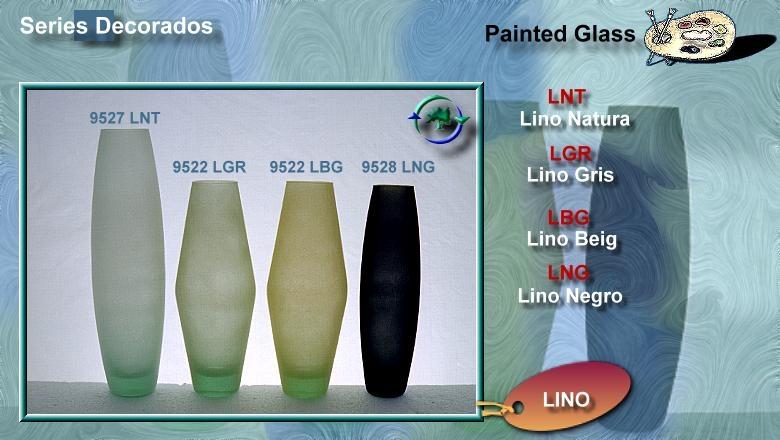 Series Decorados
Painted Glass
9527 LNT
9522 LGR
9522 LBG
9528 LNG
LNT
Lino Natura
LGR
Lino Gris
LBG
Lino Beig
LNG
Lino Negro
LINO